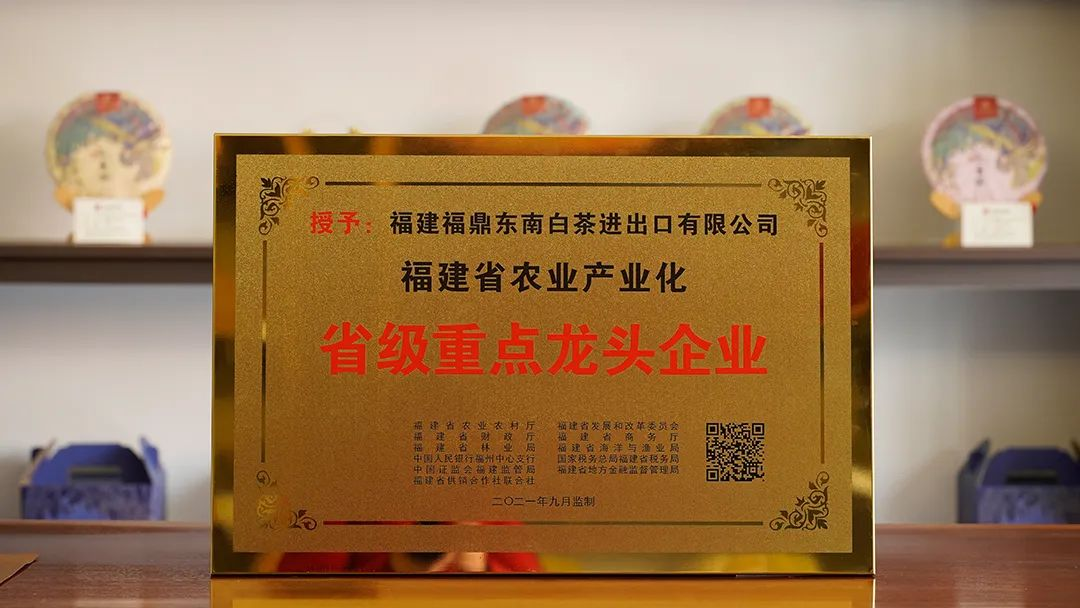 授予：福建福鼎东南白茶进出口有限公司
福建省农业产业化
省级重点龙头企业
福建省农业农村厅 福建省发展和改革委员会
福建省财政厅 福建省商务厅
福建省林业局 福建省海洋与渔业局
中国人民银行福州中心支行 国家税务总局福建省税务局
中国证监会福建监管局 福建省地方金融监督管理局
福建省供销合作社联合社
二〇二一年九月监制